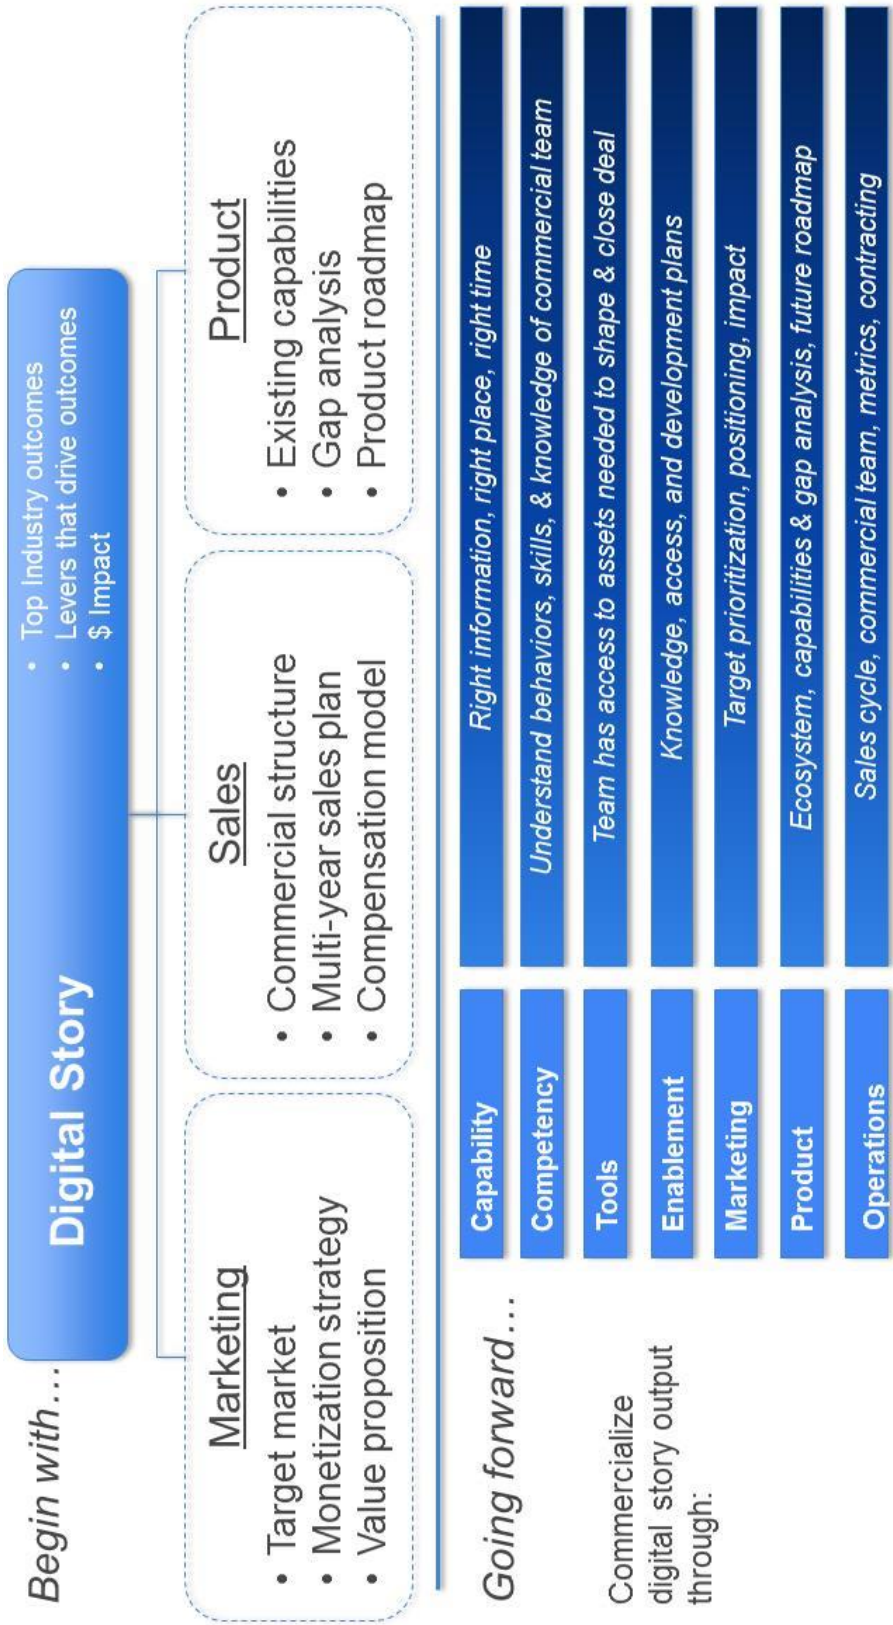 Begin with....
Digital Story
• Top Industry outcomes
• Levers that drive outcomes
• $ Impact
Marketing
• Target market
• Monetization strategy
• Value proposition
Sales
• Commercial structure
• Multi-year sales plan
• Compensation model
Product
• Existing capabilities
• Gap analysis
• Product roadmap
Going forward....
Commercialize
digital story output
through:
Capability
Right information, right place, right time
Competency
Understand behaviors, skills, & knowledge of commercial team
Tools
Team has access to assets needed to shape & close deal
Enablement
Knowledge, access, and development plans
Marketing
Target prioritization, positioning, impact
Product
Ecosystem, capabilities & gap analysis, future roadmap
Operations
Sales cycle, commercial team, metrics, contracting